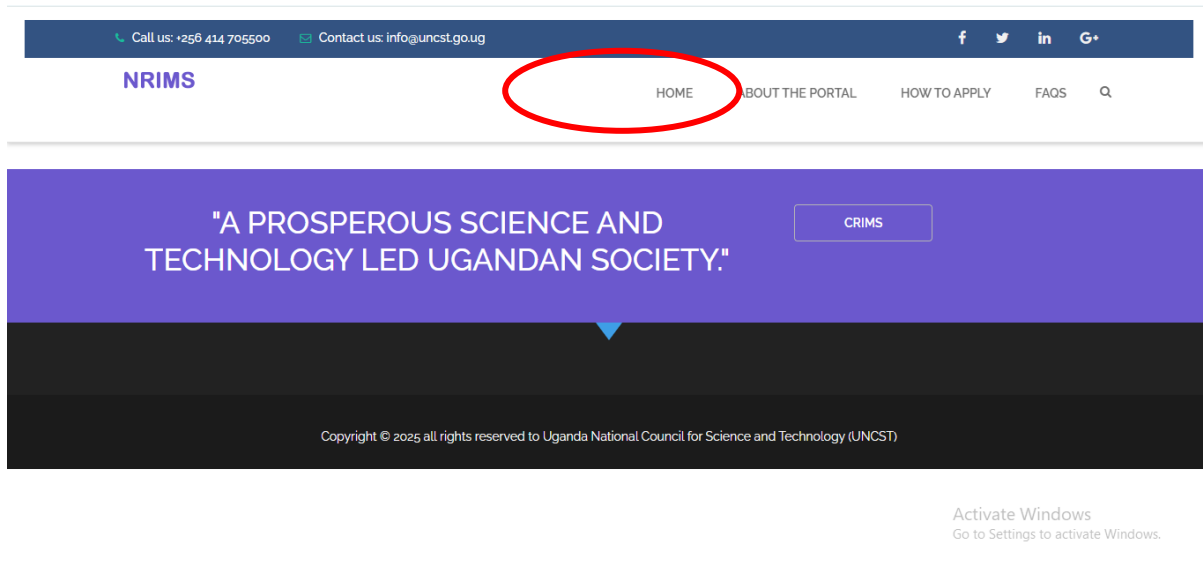 Call us: +256 414 705500 Contact us: info@uncst.go.ug
NRIMS
HOME ABOUT THE PORTAL HOW TO APPLY FAQS
"A PROSPEROUS SCIENCE AND
TECHNOLOGY LED UGANDAN SOCIETY."
CRIMS
Copyright © 2025 all rights reserved to Uganda National Council for Science and Technology (UNCST)
Activate Windows
Go to Settings to activate Windows.